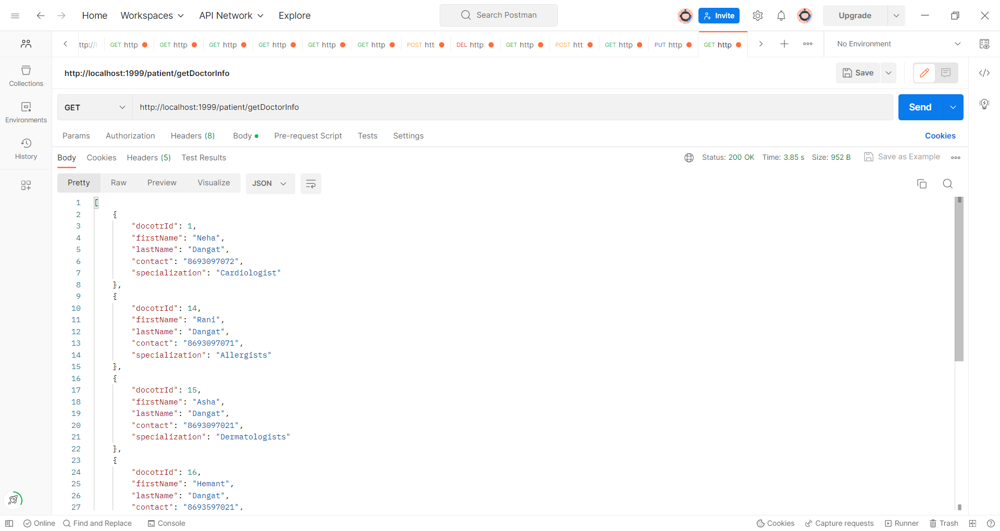 Home Workspaces API Network Explore Search Postman Invite Upgrade
GET http GET http GET http GET http GET http GET http POST htt DEL http GET http POST htt GET http PUT http GET http No Environment
http://localhost:1999/patient/getDoctorInfo Save
Collections
GET http://localhost:1999/patient/getDoctorInfo Send
Environments
Params Authorization Headers (8) Body Pre-request Script Tests Settings Cookies
History
Body Cookies Headers (5) Test Results Status: 200 OK Time: 3.85 s Size: 952 B Save as Example
Pretty Raw Preview Visualize JSON
1 [
2 {
3 "docotrId": 1,
4 "firstName": "Neha",
5 "lastName": "Dangat",
6 "contact": "8693097072",
7 "specialization": "Cardiologist"
8 },
9 {
10 "docotrId": 14,
11 "firstName": "Rani",
12 "lastName": "Dangat",
13 "contact": "8693097071",
14 "specialization": "Allergists"
15 },
16 {
17 "docotrId": 15,
18 "firstName": "Asha",
19 "lastName": "Dangat",
20 "contact": "8693097021",
21 "specialization": "Dermatologists"
22 },
23 {
24 "docotrId": 16,
25 "firstName": "Hemant",
26 "lastName": "Dangat",
27 "contact": "8693597021",
Online Find and Replace Console Cookies Capture requests Runner Trash